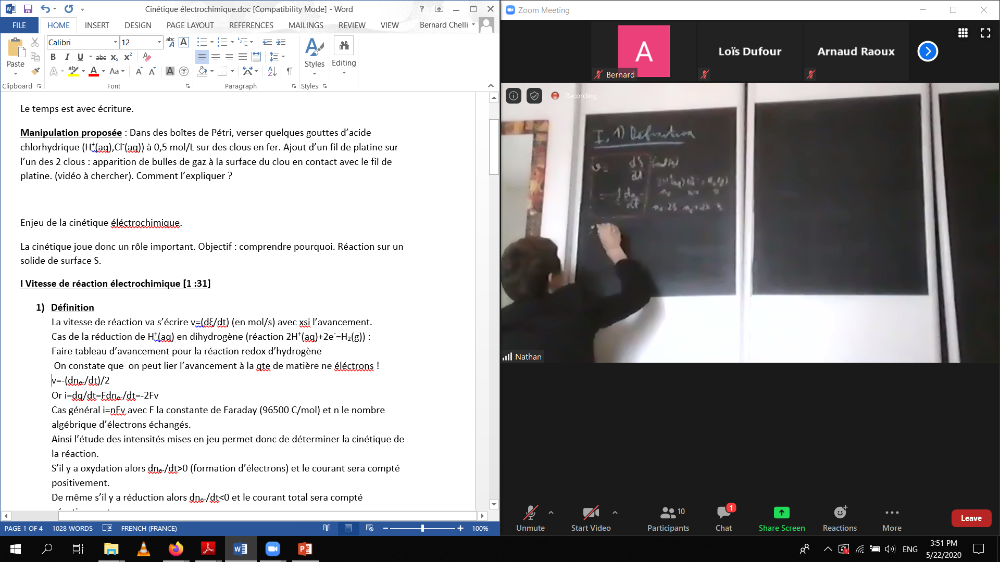 Cinétique électrochimique.doc [Compatibility Mode] - Word
FILE HOME INSERT DESIGN PAGE LAYOUT REFERENCES MAILINGS REVIEW VIEW Bernard Chelli
Calibri 12
Paste
Styles
Editing
Clipboard Font Paragraph Styles
Le temps est avec écriture.
Manipulation proposée : Dans des boîtes de Pétri, verser quelques gouttes d’acide
chlorhydrique (H⁺(aq),Cl⁻(aq)) à 0,5 mol/L sur des clous en fer. Ajout d’un fil de platine sur
l’un des 2 clous : apparition de bulles de gaz à la surface du clou en contact avec le fil de
platine. (vidéo à chercher). Comment l’expliquer ?
Enjeu de la cinétique éléctrochimique.
La cinétique joue donc un rôle important. Objectif : comprendre pourquoi. Réaction sur un
solide de surface S.
I Vitesse de réaction électrochimique [1 :31]
1) Définition
La vitesse de réaction va s’écrire v=(dξ/dt) (en mol/s) avec xsi l’avancement.
Cas de la réduction de H⁺(aq) en dihydrogène (réaction 2H⁺(aq)+2e⁻=H₂(g)) :
Faire tableau d’avancement pour la réaction redox d’hydrogène
On constate que on peut lier l’avancement à la qte de matière ne éléctrons !
v=-(dnₑ-/dt)/2
Or i=dq/dt=Fdnₑ-/dt=-2Fv
Cas général i=nFv avec F la constante de Faraday (96500 C/mol) et n le nombre
algébrique d’électrons échangés.
Ainsi l’étude des intensités mises en jeu permet donc de déterminer la cinétique de
la réaction.
S’il y a oxydation alors dnₑ-/dt>0 (formation d’électrons) et le courant sera compté
positivement.
De même s’il y a réduction alors dnₑ-/dt<0 et le courant total sera compté
PAGE 1 OF 4 1028 WORDS FRENCH (FRANCE) 100%
Zoom Meeting
A
Bernard
Loïs Dufour
Arnaud Raoux
Recording
I. 1) Définition
Nathan
Unmute
Start Video
10
Participants
1
Chat
Share Screen
Reactions
More
Leave
ENG
3:51 PM
5/22/2020